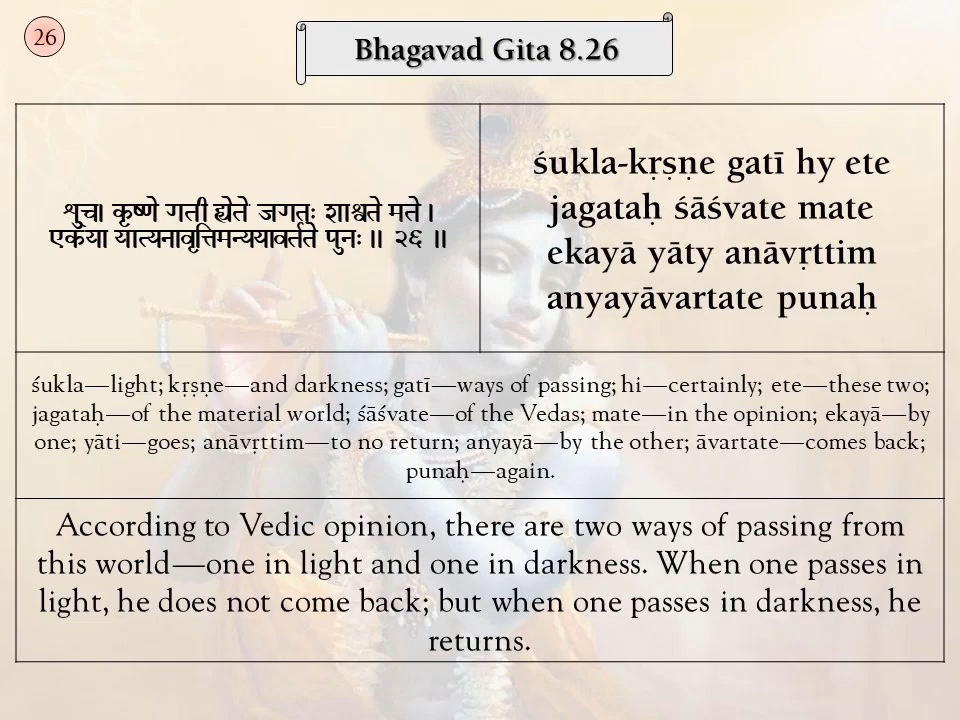 26
Bhagavad Gita 8.26
शुक्ल कृष्णे गती ह्येते जगतः शाश्वते मते ।
एकया यात्यनावृत्तिमन्ययावर्तते पुनः ॥ २६ ॥
śukla-kṛṣṇe gatī hy ete
jagataḥ śāśvate mate
ekayā yāty anāvṛttim
anyayāvartate punaḥ
śukla—light; kṛṣṇe—and darkness; gatī—ways of passing; hi—certainly; ete—these two;
jagataḥ—of the material world; śāśvate—of the Vedas; mate—in the opinion; ekayā—by
one; yāti—goes; anāvṛttim—to no return; anyayā—by the other; āvartate—comes back;
punaḥ—again.
According to Vedic opinion, there are two ways of passing from
this world—one in light and one in darkness. When one passes in
light, he does not come back; but when one passes in darkness, he
returns.